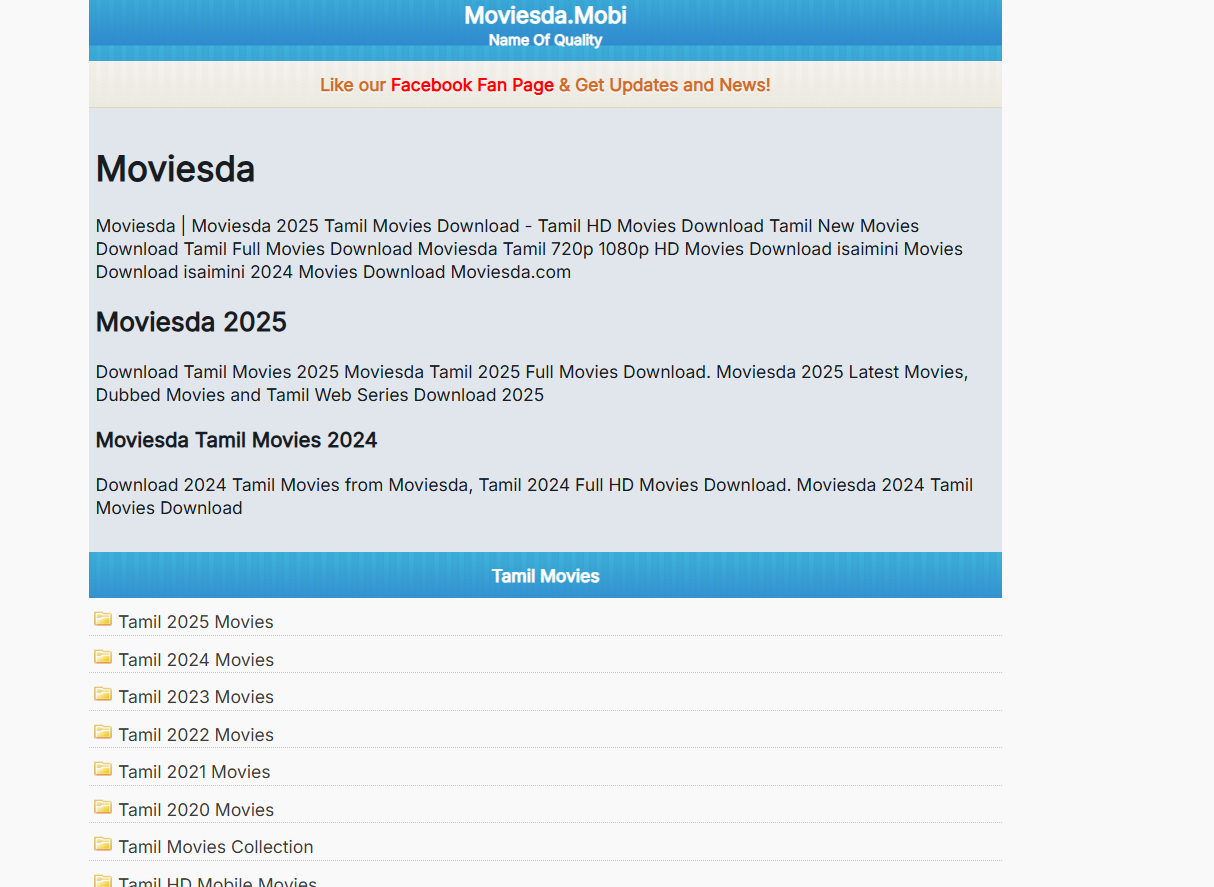 Moviesda.Mobi
Name Of Quality
Like our Facebook Fan Page & Get Updates and News!
Moviesda
Moviesda | Moviesda 2025 Tamil Movies Download - Tamil HD Movies Download Tamil New Movies
Download Tamil Full Movies Download Moviesda Tamil 720p 1080p HD Movies Download isaimini Movies
Download isaimini 2024 Movies Download Moviesda.com
Moviesda 2025
Download Tamil Movies 2025 Moviesda Tamil 2025 Full Movies Download. Moviesda 2025 Latest Movies,
Dubbed Movies and Tamil Web Series Download 2025
Moviesda Tamil Movies 2024
Download 2024 Tamil Movies from Moviesda, Tamil 2024 Full HD Movies Download. Moviesda 2024 Tamil
Movies Download
Tamil Movies
Tamil 2025 Movies
Tamil 2024 Movies
Tamil 2023 Movies
Tamil 2022 Movies
Tamil 2021 Movies
Tamil 2020 Movies
Tamil Movies Collection
Tamil HD Mobile Movies